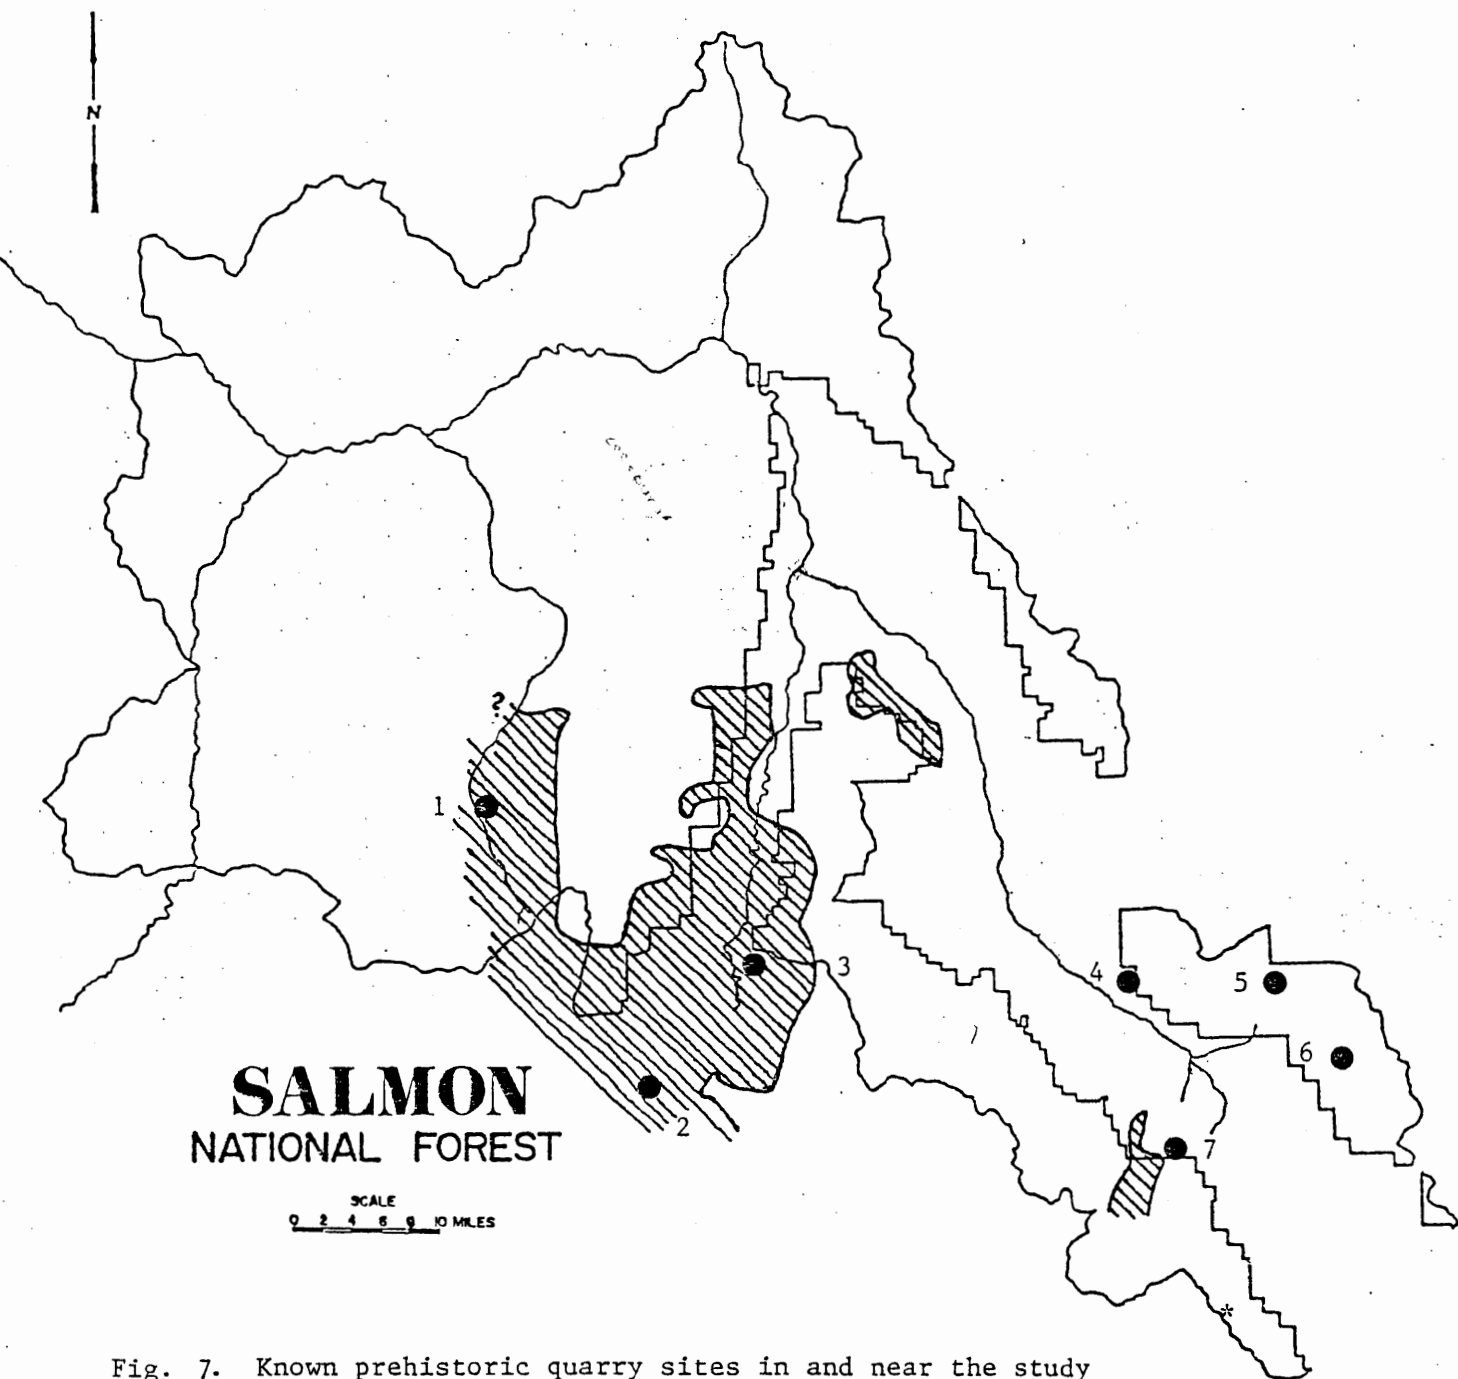 N
?
1
3
4
5
6
2
7
*
SALMON
NATIONAL FOREST
SCALE
0 2 4 6 8 10 MILES
Fig. 7. Known prehistoric quarry sites in and near the study